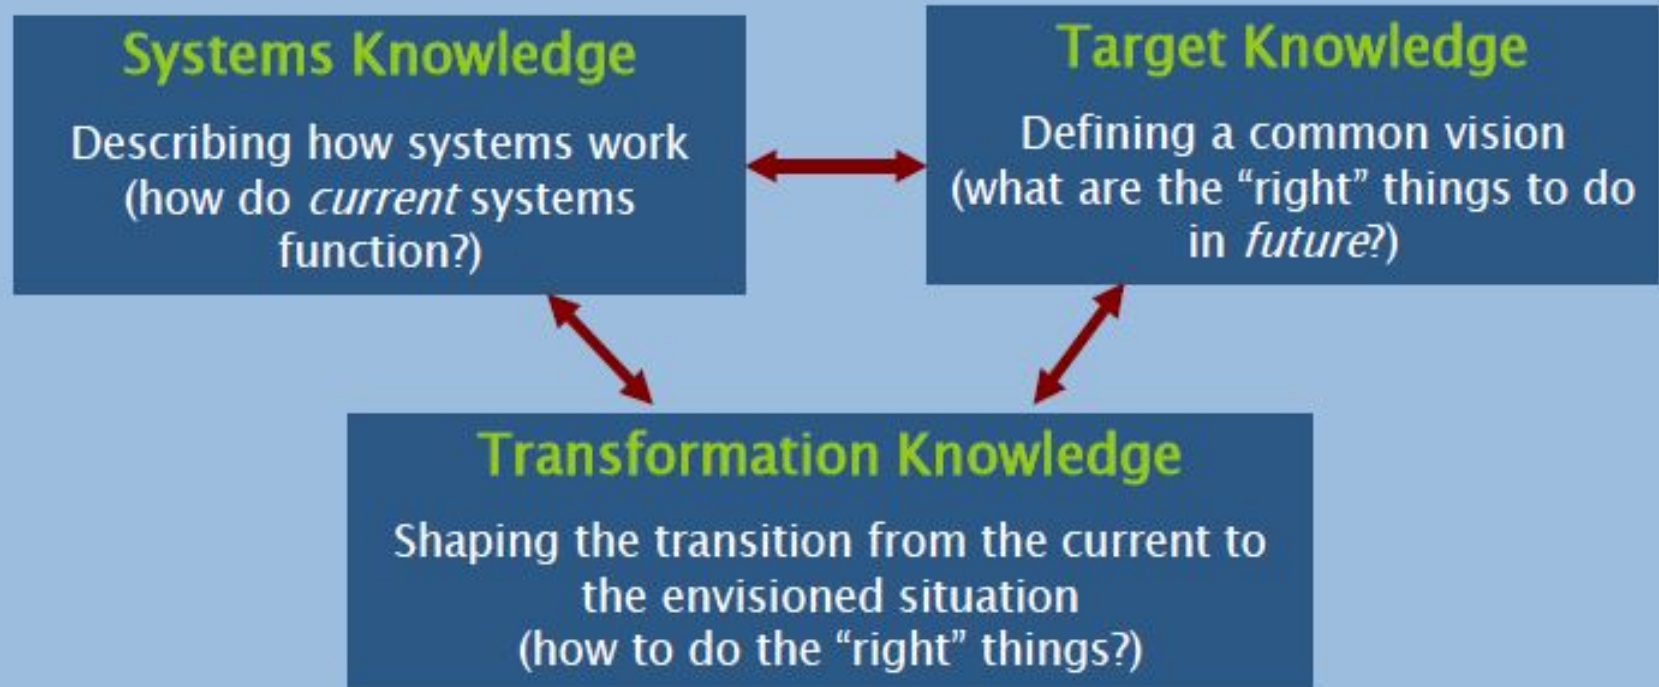 Systems Knowledge
Describing how systems work
(how do current systems
function?)
Target Knowledge
Defining a common vision
(what are the “right” things to do
in future?)
Transformation Knowledge
Shaping the transition from the current to
the envisioned situation
(how to do the “right” things?)